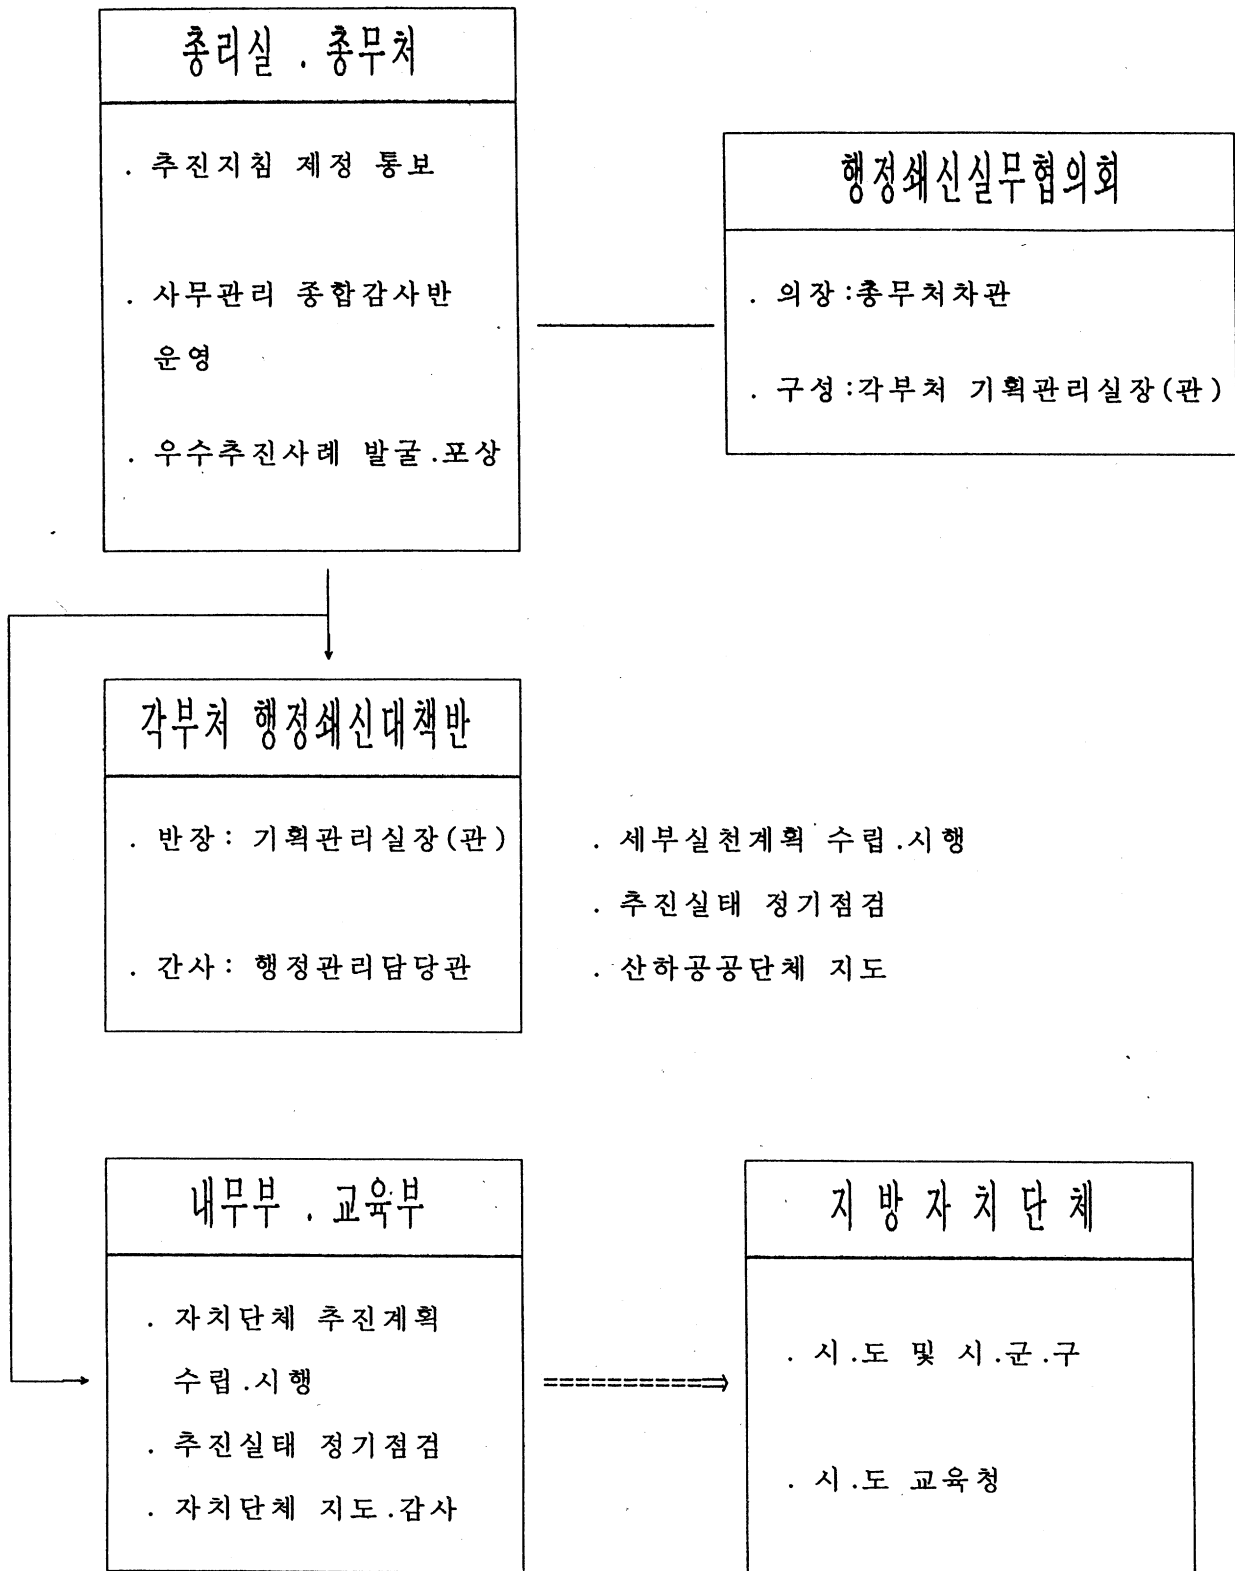 총리실 . 총무처
. 추진지침 제정 통보
. 사무관리 종합감사반
운영
. 우수추진사례 발굴.포상
행정쇄신실무협의회
. 의장:총무처차관
. 구성:각부처 기획관리실장(관)
각부처 행정쇄신대책반
. 반장: 기획관리실장(관)
. 간사: 행정관리담당관
. 세부실천계획 수립.시행
. 추진실태 정기점검
. 산하공공단체 지도
내무부 . 교육부
. 자치단체 추진계획
수립.시행
. 추진실태 정기점검
. 자치단체 지도.감사
지방자치단체
. 시.도 및 시.군.구
. 시.도 교육청